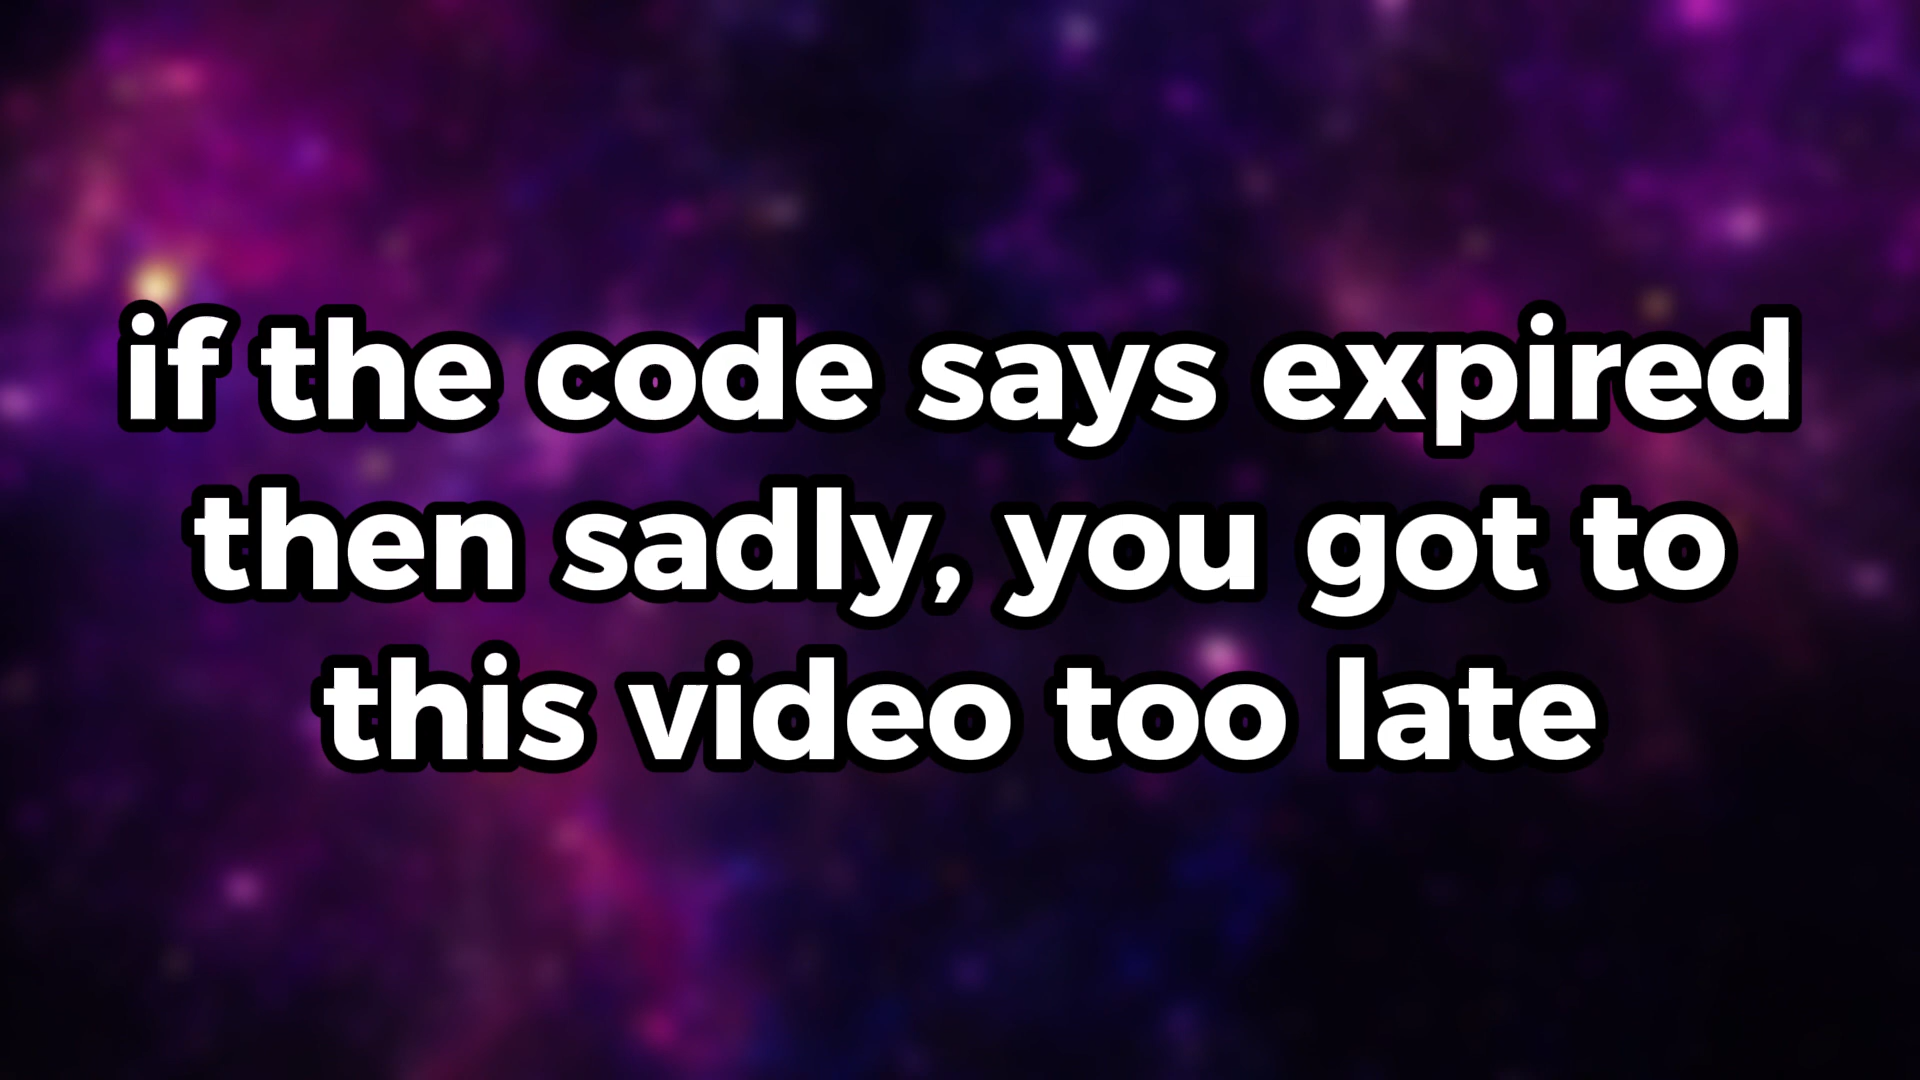 if the code says expired
then sadly, you got to
this video too late